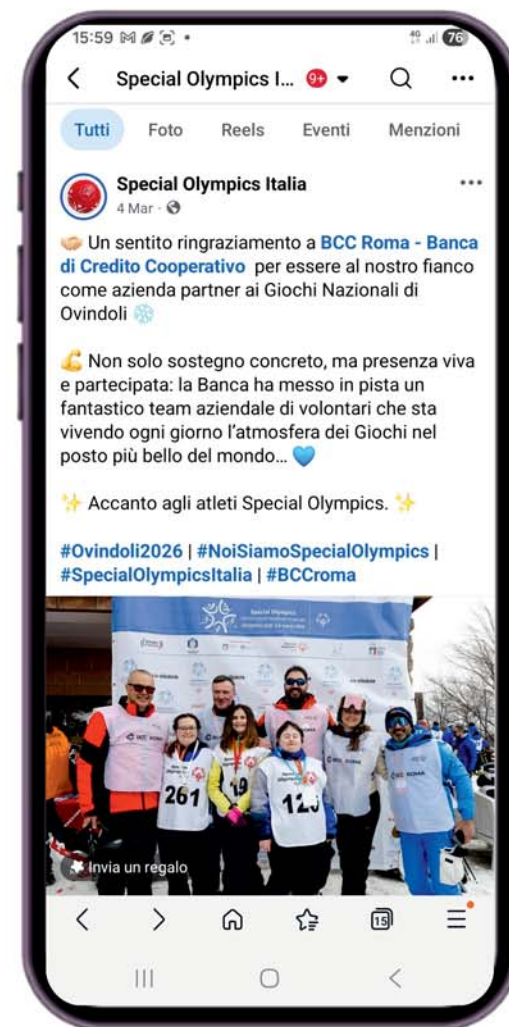 15:59
4G
76
Special Olympics I... 9+
Tutti Foto Reels Eventi Menzioni
Special Olympics Italia
4 Mar
Un sentito ringraziamento a BCC Roma - Banca
di Credito Cooperativo per essere al nostro fianco
come azienda partner ai Giochi Nazionali di
Ovindoli
Non solo sostegno concreto, ma presenza viva
e partecipata: la Banca ha messo in pista un
fantastico team aziendale di volontari che sta
vivendo ogni giorno l’atmosfera dei Giochi nel
posto più bello del mondo...
Accanto agli atleti Special Olympics.
#Ovindoli2026 | #NoiSiamoSpecialOlympics |
#SpecialOlympicsItalia | #BCCroma
Special Olympics
BCC ROMA
BCC ROMA
BCC ROMA
261
19
Invia un regalo
15